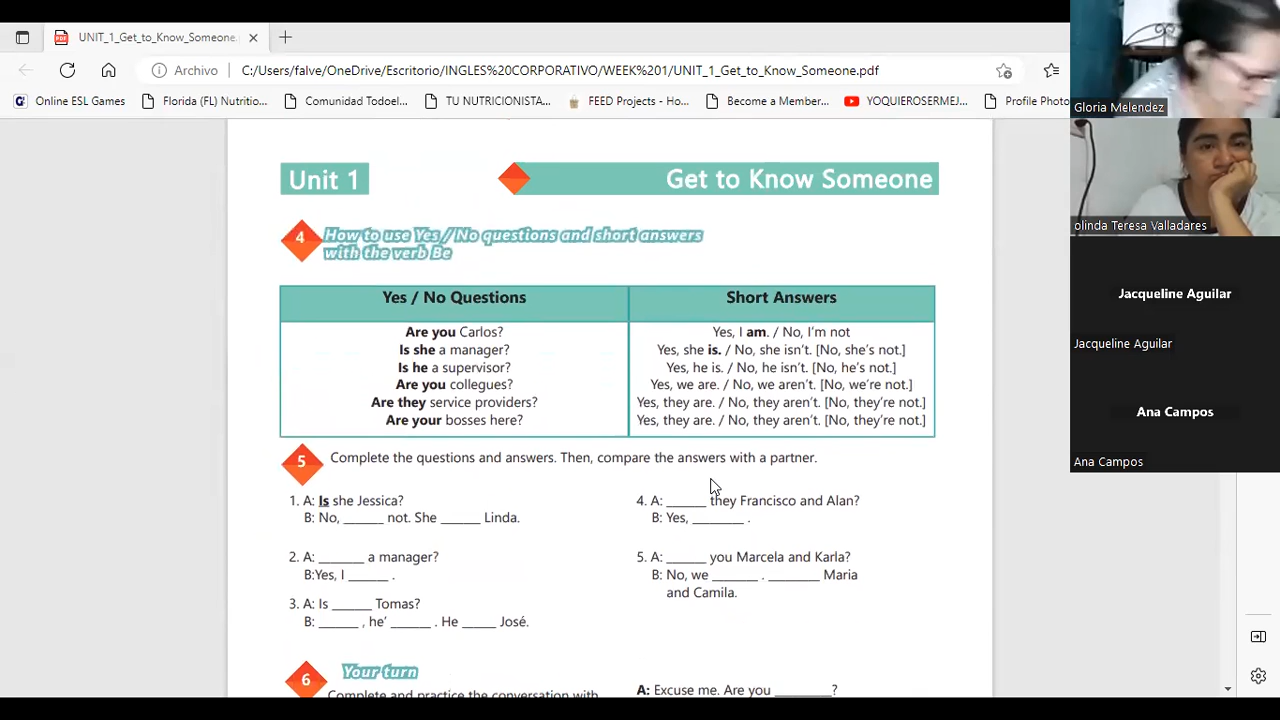 UNIT_1_Get_to_Know_Someone.
Archivo
C:/Users/falve/OneDrive/Escritorio/INGLES%20CORPORATIVO/WEEK%201/UNIT_1_Get_to_Know_Someone.pdf
Online ESL Games
Florida (FL) Nutritio...
Comunidad Todoel...
TU NUTRICIONISTA...
FEED Projects - Ho...
Become a Member...
YOQUIEROSERMEJ...
Profile Photo
Gloria Melendez
olinda Teresa Valladares
Jacqueline Aguilar
Jacqueline Aguilar
Ana Campos
Ana Campos
Unit 1
Get to Know Someone
4 How to use Yes / No questions and short answers
with the verb Be
Yes / No Questions
Short Answers
Are you Carlos?
Yes, I am. / No, I'm not
Is she a manager?
Yes, she is. / No, she isn't. [No, she's not.]
Is he a supervisor?
Yes, he is. / No, he isn't. [No, he's not.]
Are you collegues?
Yes, we are. / No, we aren't. [No, we're not.]
Are they service providers?
Yes, they are. / No, they aren't. [No, they're not.]
Are your bosses here?
Yes, they are. / No, they aren't. [No, they're not.]
5 Complete the questions and answers. Then, compare the answers with a partner.
1. A: Is she Jessica?
B: No, ______ not. She ______ Linda.
2. A: _______ a manager?
B:Yes, I ______ .
3. A: Is ______ Tomas?
B: ______ , he' ______ . He _____ José.
4. A: ______ they Francisco and Alan?
B: Yes, ________ .
5. A: ______ you Marcela and Karla?
B: No, we _______ . ________ Maria
and Camila.
6 Your turn
Complete and practice the conversation with
A: Excuse me. Are you _________?